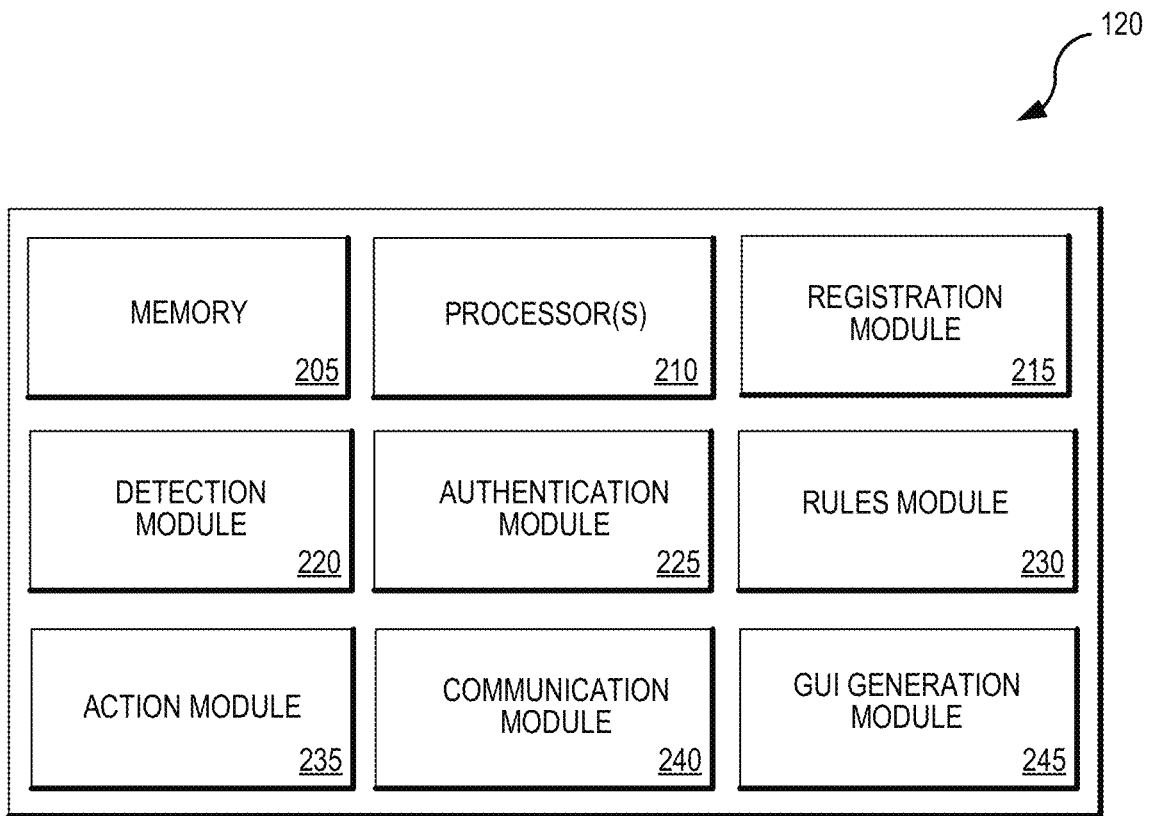 120
MEMORY
205
PROCESSOR(S)
210
REGISTRATION
MODULE
215
DETECTION
MODULE
220
AUTHENTICATION
MODULE
225
RULES MODULE
230
ACTION MODULE
235
COMMUNICATION
MODULE
240
GUI GENERATION
MODULE
245